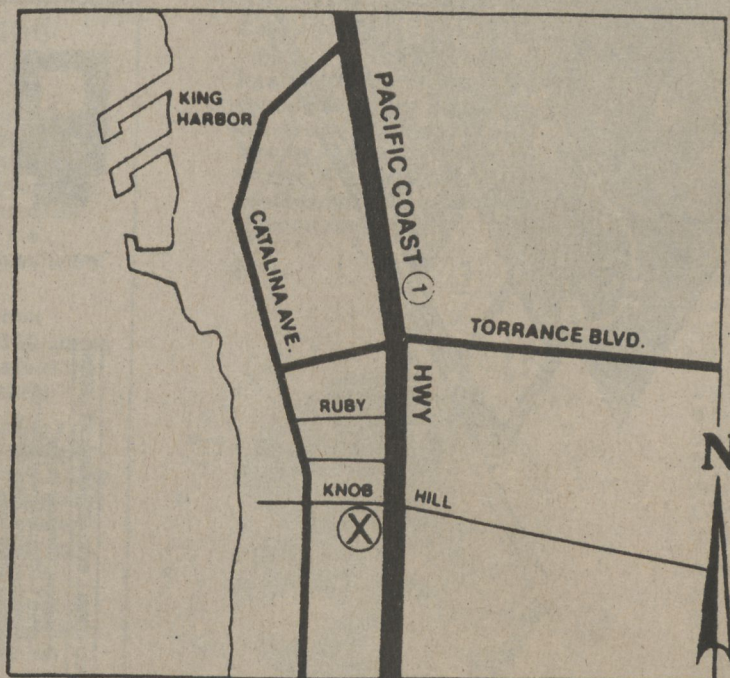 KING
HARBOR
PACIFIC COAST 1
HWY
CATALINA AVE.
TORRANCE BLVD.
RUBY
N
KNOB HILL
X